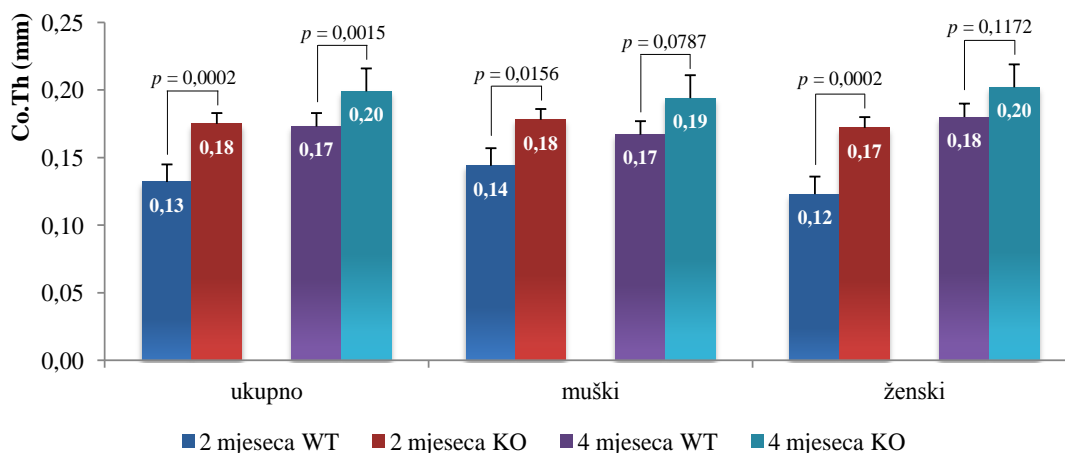 Co.Th (mm)
0,25
0,20
0,15
0,10
0,05
0,00
p = 0,0002
p = 0,0015
p = 0,0156
p = 0,0787
p = 0,0002
p = 0,1172
0,13
0,18
0,17
0,20
0,14
0,18
0,17
0,19
0,12
0,17
0,18
0,20
ukupno
muški
ženski
2 mjeseca WT
2 mjeseca KO
4 mjeseca WT
4 mjeseca KO